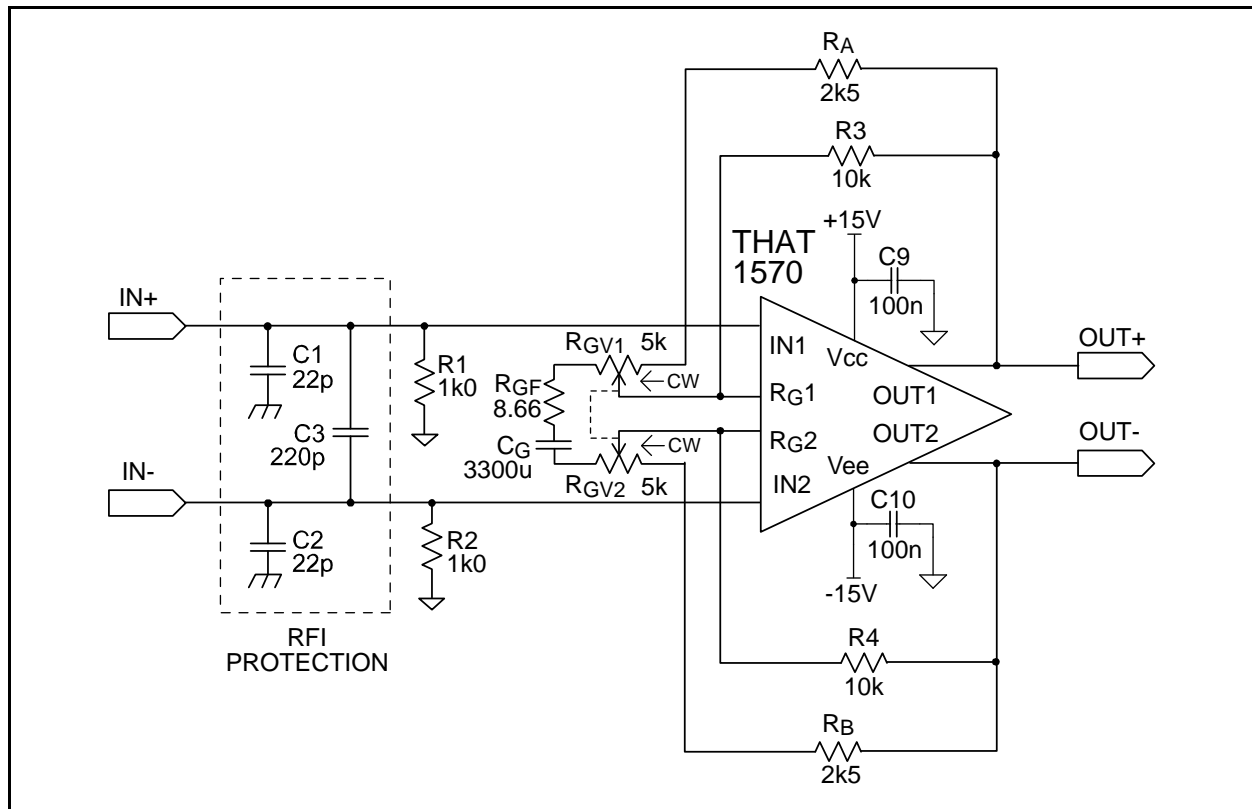 RA
2k5
R3
10k
+15V
THAT
1570
C9
100n
IN+
C1
22p
R1
1k0
RGV1 5k
CW
IN1
Vcc
OUT+
RGF
8.66
RG1
OUT1
C3
220p
CG
3300u
CW
RG2
OUT2
OUT-
IN-
RGV2 5k
IN2
Vee
C10
100n
C2
22p
R2
1k0
-15V
RFI
PROTECTION
R4
10k
RB
2k5